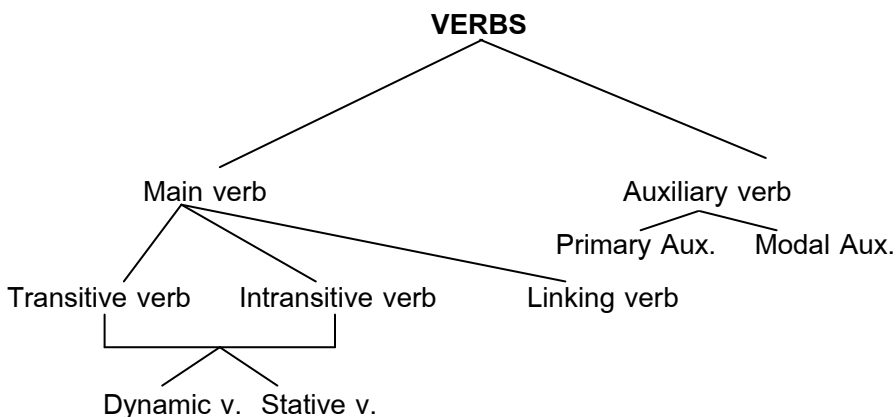 VERBS
Main verb Auxiliary verb
Primary Aux. Modal Aux.
Transitive verb Intransitive verb Linking verb
Dynamic v. Stative v.